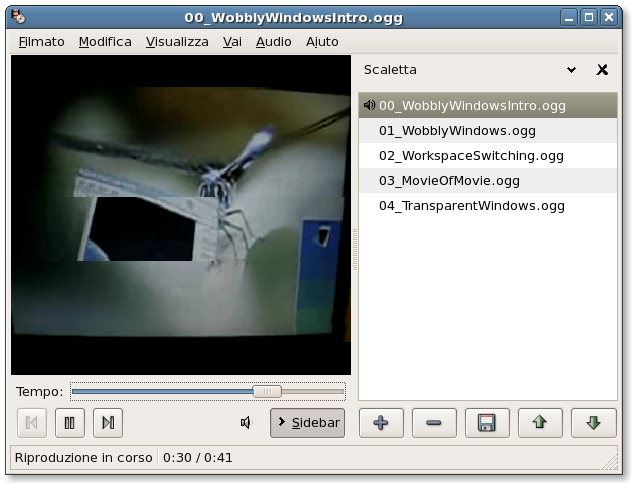 00_WobblyWindowsIntro.ogg
Filmato Modifica Visualizza Vai Audio Aiuto
Scaletta
00_WobblyWindowsIntro.ogg
01_WobblyWindows.ogg
02_WorkspaceSwitching.ogg
03_MovieOfMovie.ogg
04_TransparentWindows.ogg
Tempo:
Sidebar
Riproduzione in corso 0:30 / 0:41